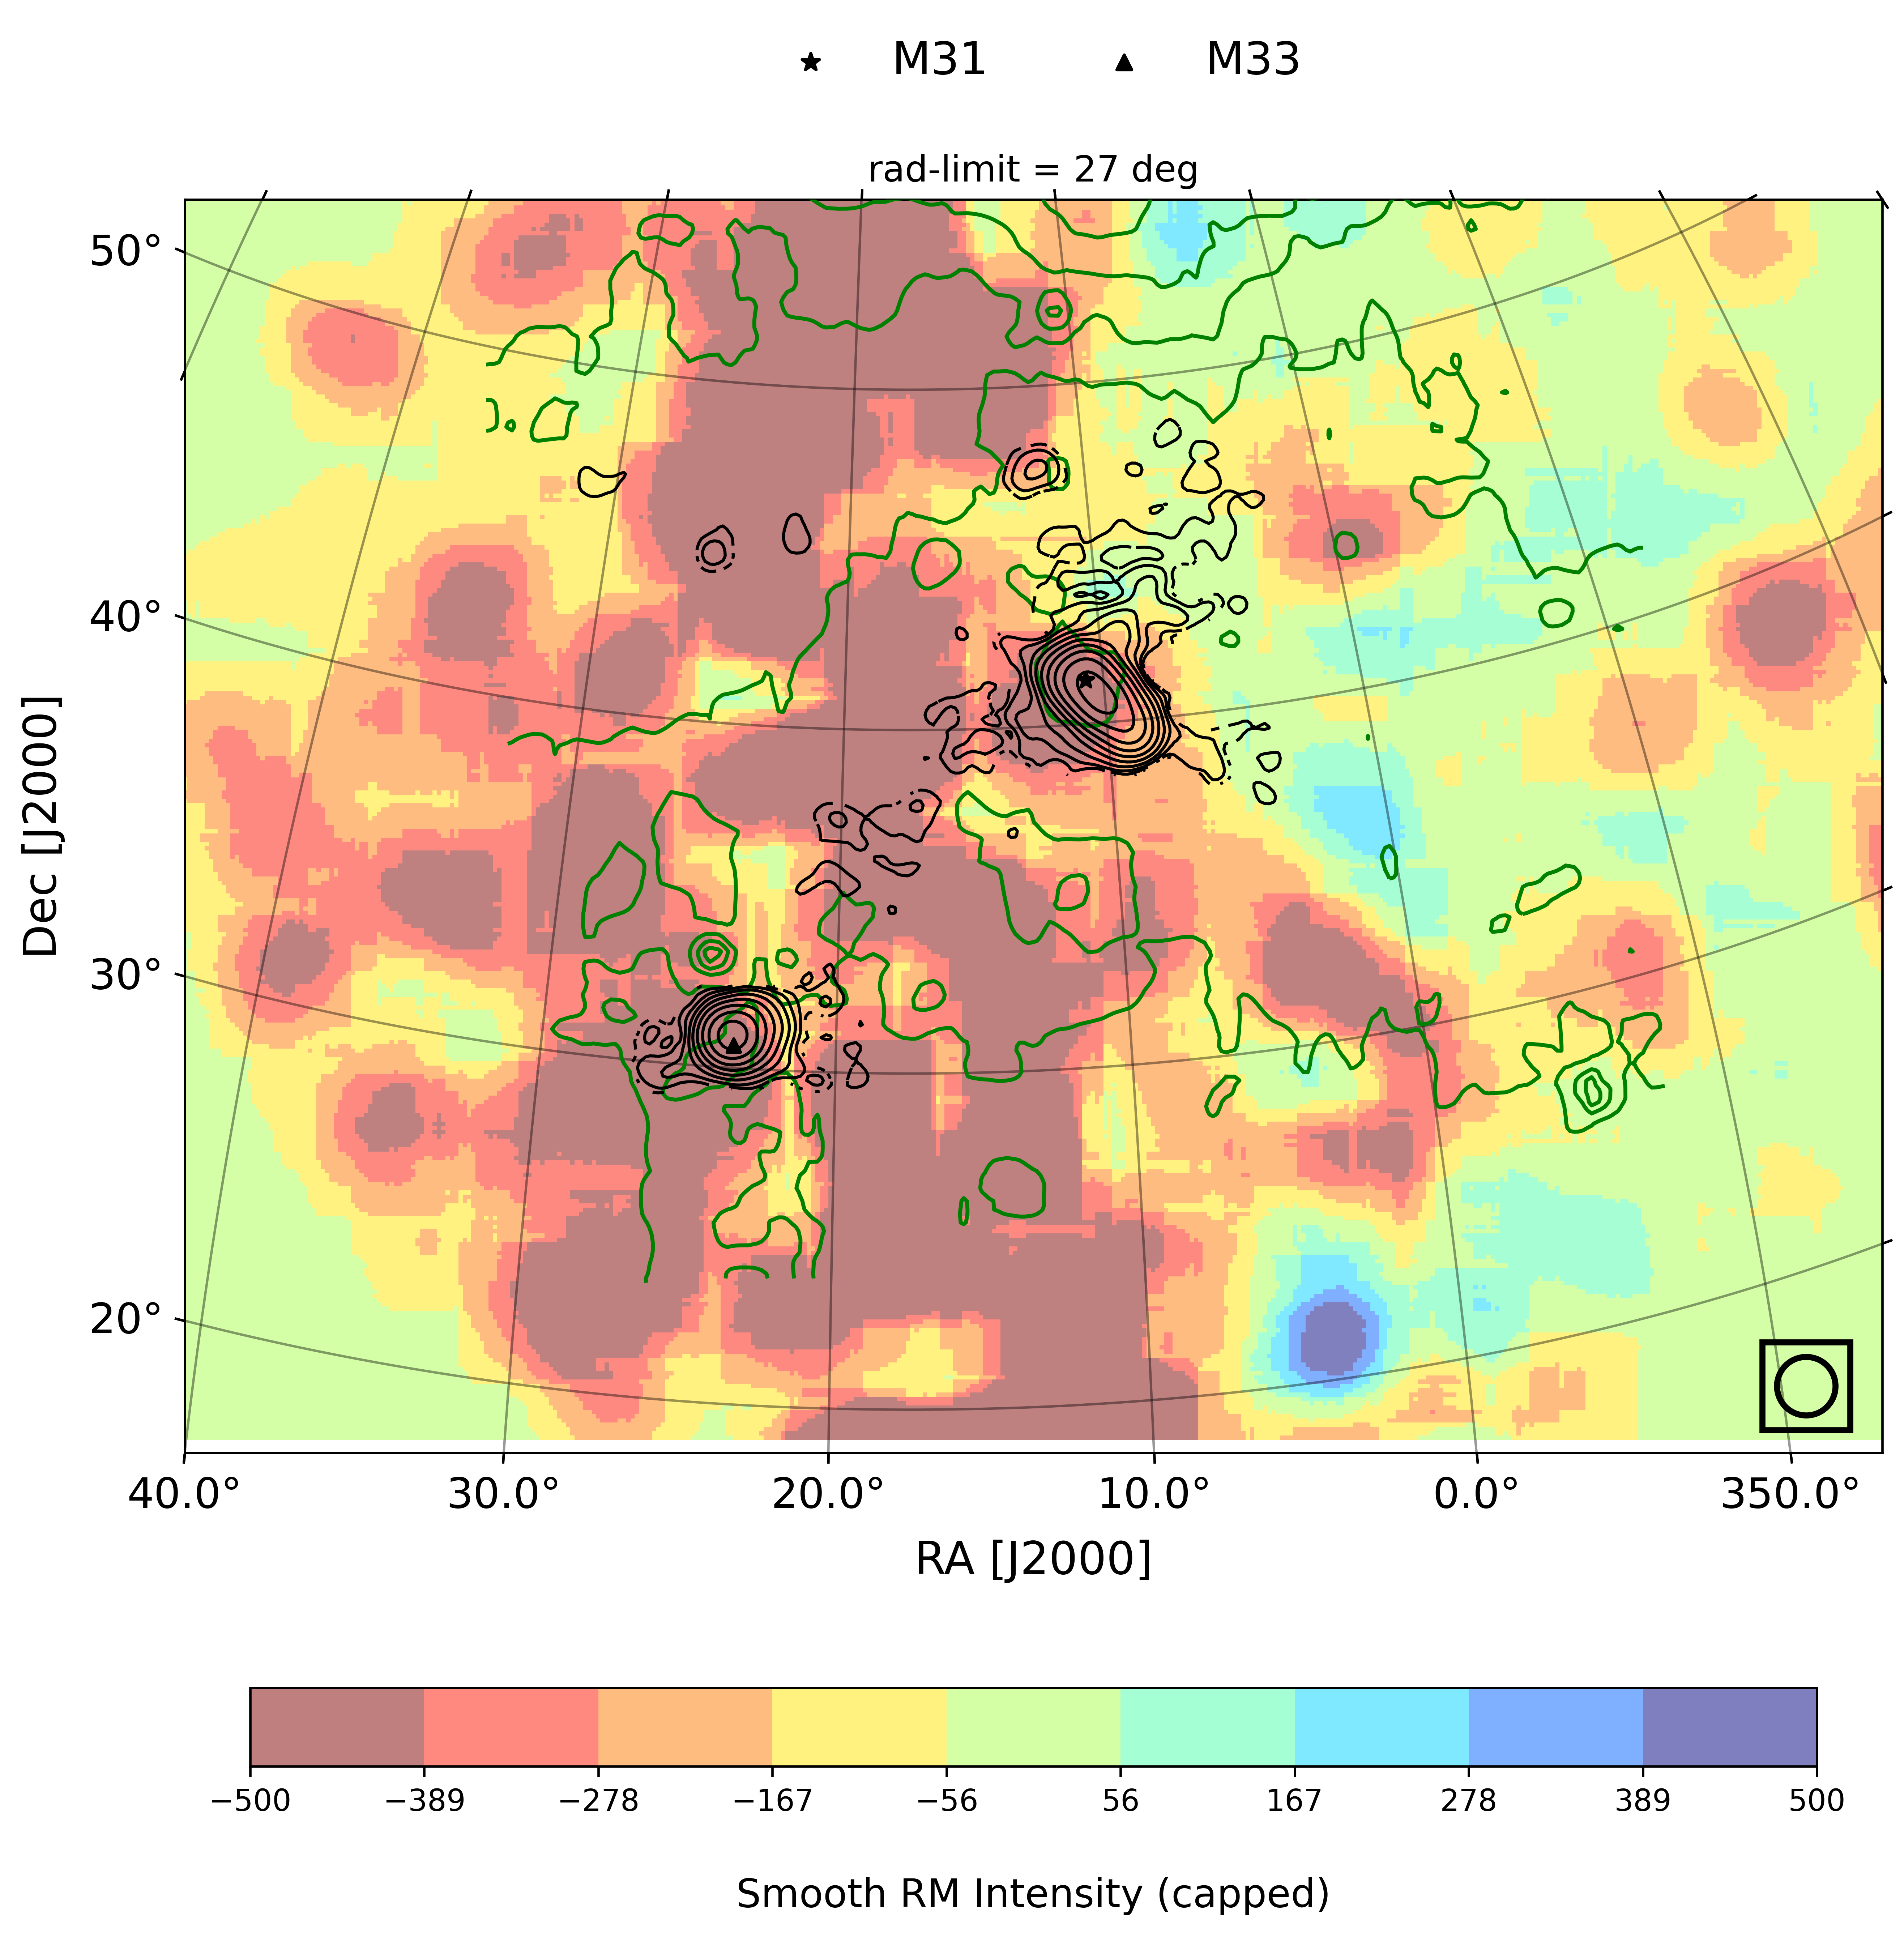 M31 M33
rad-limit = 27 deg
50°
40°
30°
20°
Dec [J2000]
40.0° 30.0° 20.0° 10.0° 0.0° 350.0°
RA [J2000]
−500 −389 −278 −167 −56 56 167 278 389 500
Smooth RM Intensity (capped)